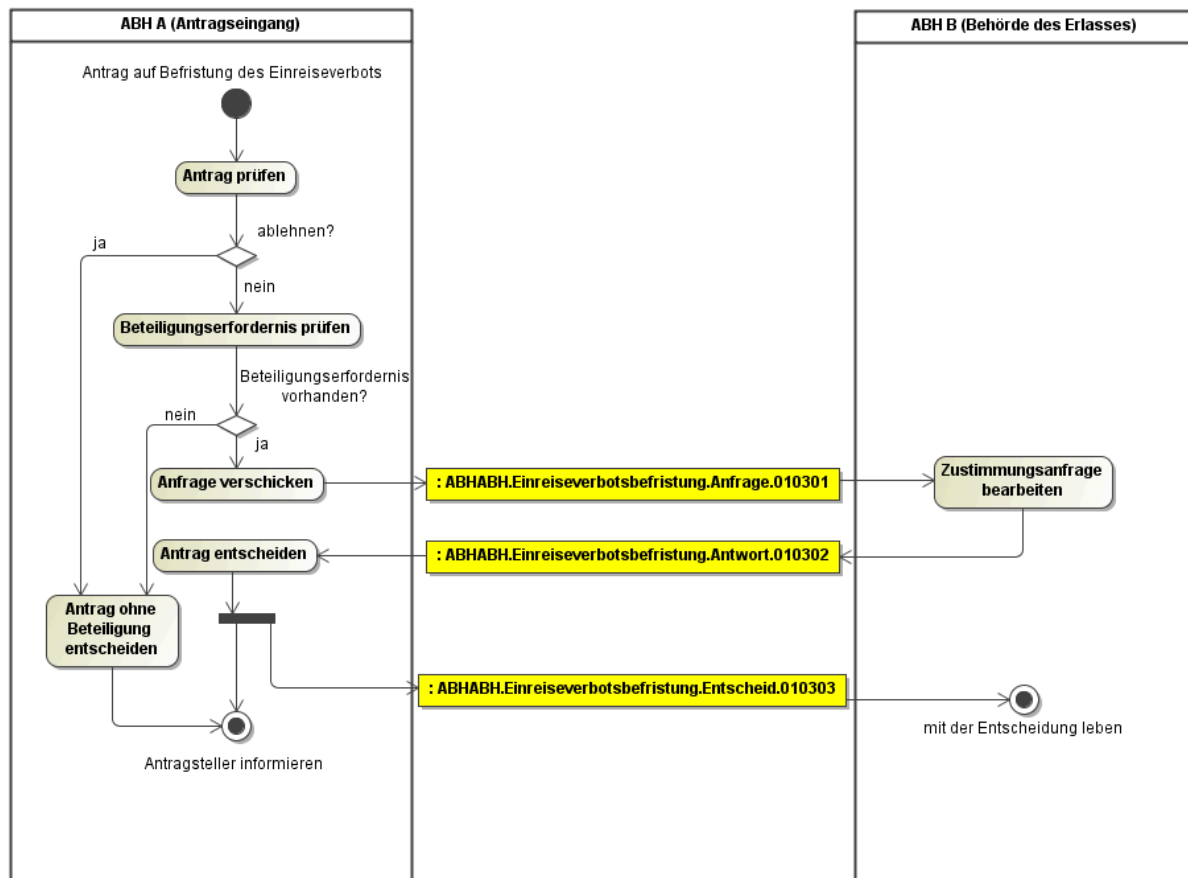 ABH A (Antragseingang)
ABH B (Behörde des Erlasses)
Antrag auf Befristung des Einreiseverbots
Antrag prüfen
ablehnen?
ja
nein
Beteiligungserfordernis prüfen
Beteiligungserfordernis
vorhanden?
nein
ja
Anfrage verschicken
: ABHABH.Einreiseverbotsbefristung.Anfrage.010301
Zustimmungsanfrage
bearbeiten
Antrag entscheiden
: ABHABH.Einreiseverbotsbefristung.Antwort.010302
Antrag ohne
Beteiligung
entscheiden
: ABHABH.Einreiseverbotsbefristung.Entscheid.010303
mit der Entscheidung leben
Antragsteller informieren